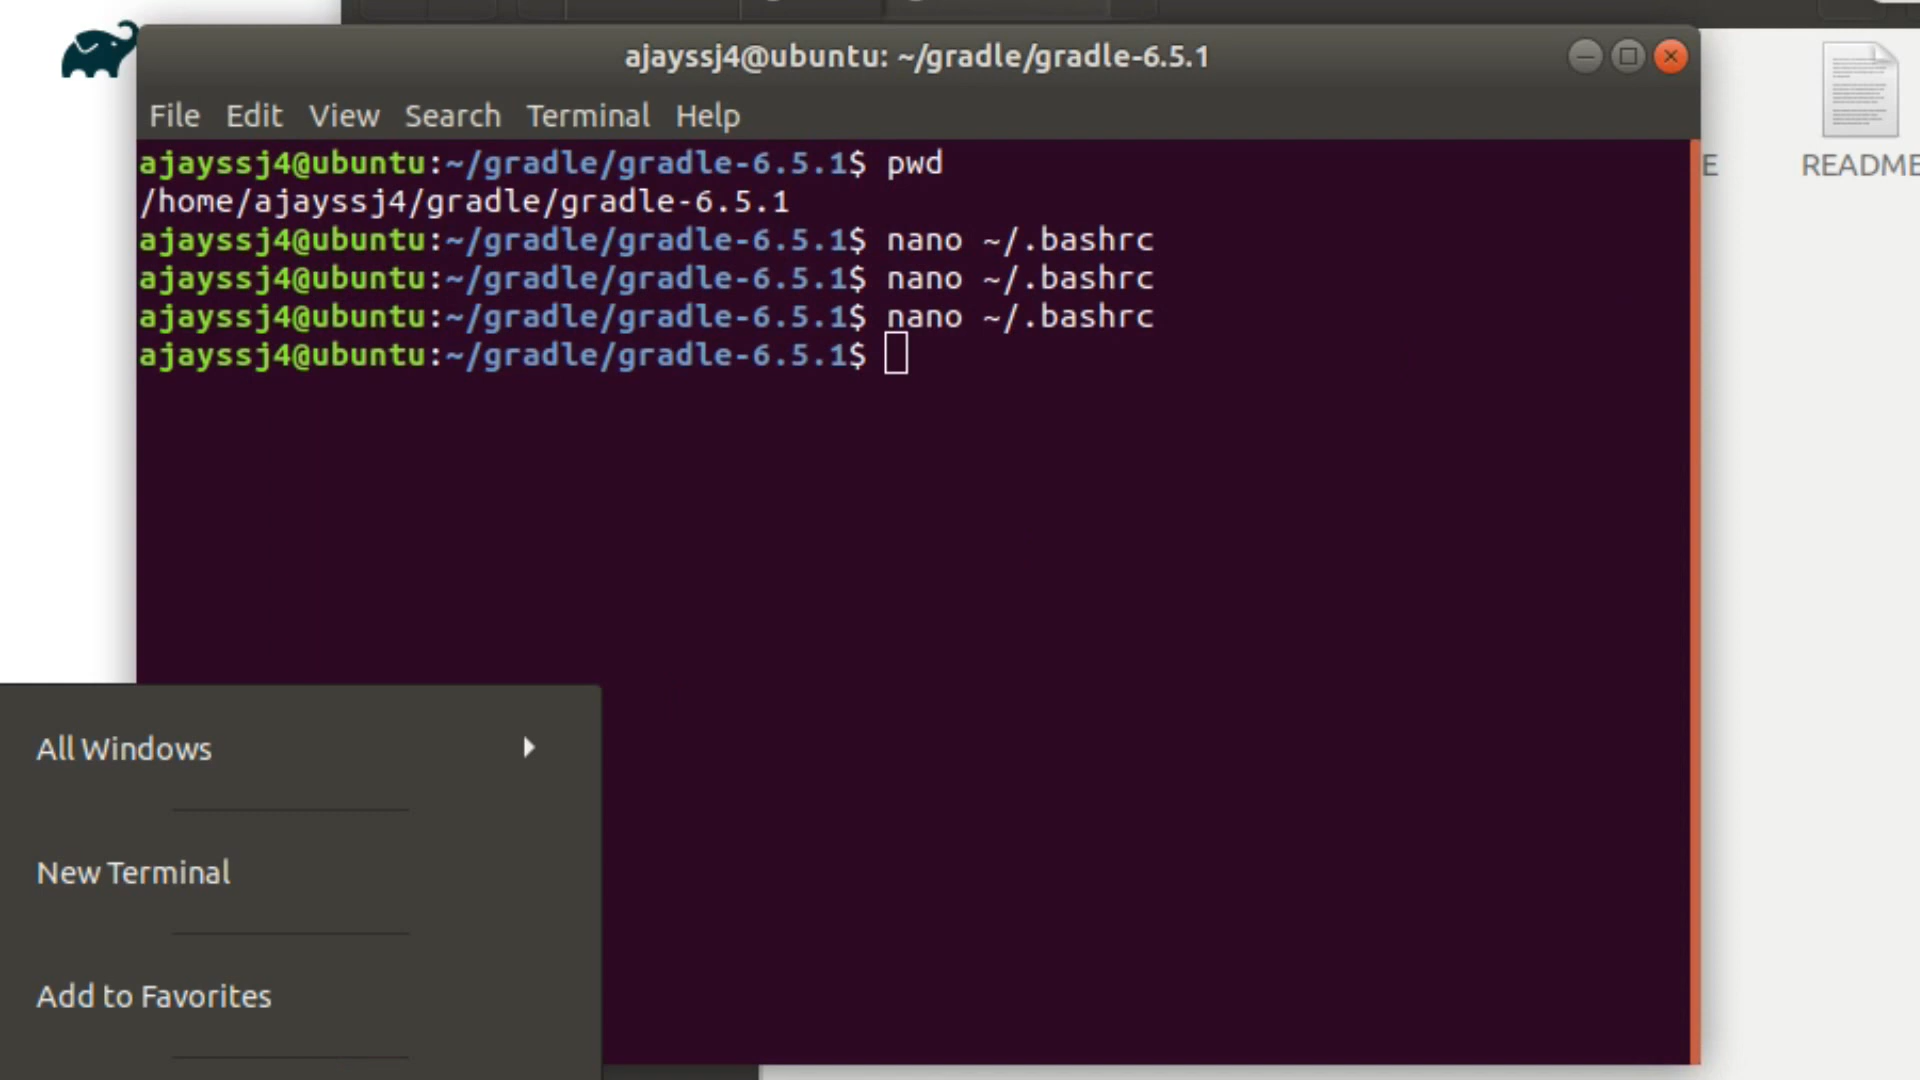 ajayssj4@ubuntu: ~/gradle/gradle-6.5.1
File Edit View Search Terminal Help
ajayssj4@ubuntu:~/gradle/gradle-6.5.1$ pwd
/home/ajayssj4/gradle/gradle-6.5.1
ajayssj4@ubuntu:~/gradle/gradle-6.5.1$ nano ~/.bashrc
ajayssj4@ubuntu:~/gradle/gradle-6.5.1$ nano ~/.bashrc
ajayssj4@ubuntu:~/gradle/gradle-6.5.1$ nano ~/.bashrc
ajayssj4@ubuntu:~/gradle/gradle-6.5.1$
E
README
All Windows
New Terminal
Add to Favorites